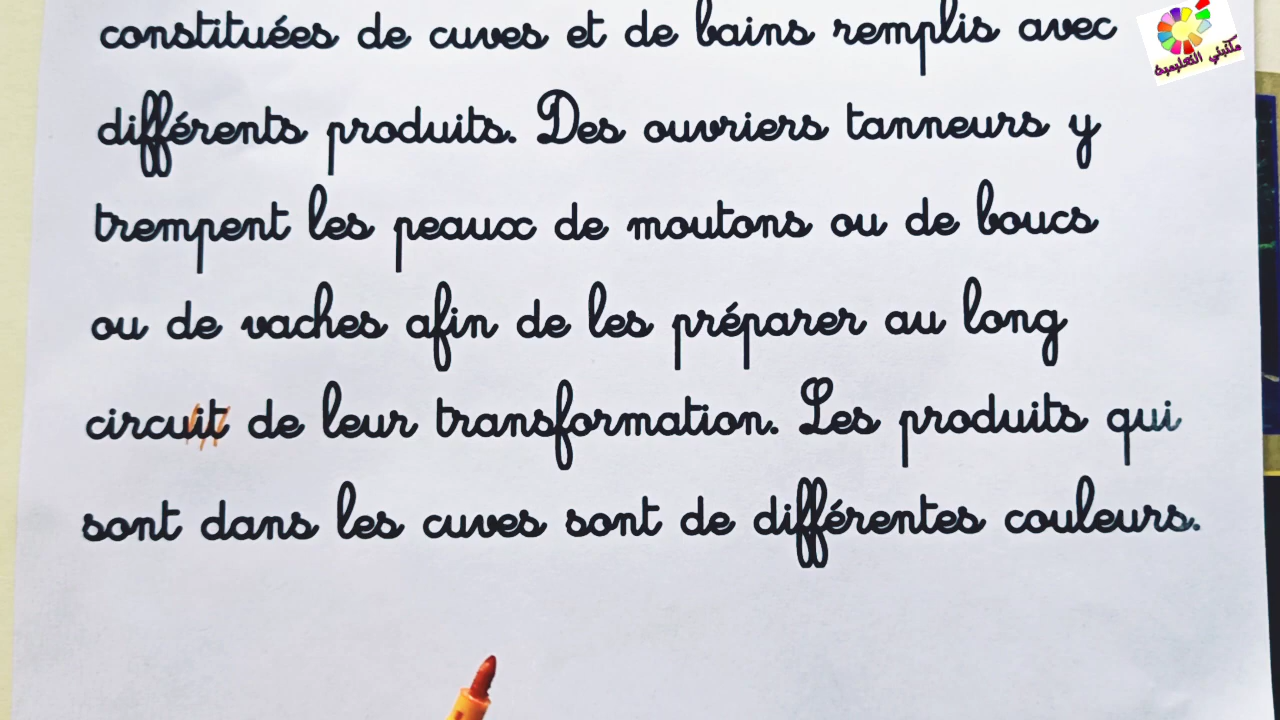 constituées de cuves et de bains remplis avec
différents produits. Des ouvriers tanneurs y
trempent les peaux de moutons ou de boucs
ou de vaches afin de les préparer au long
circuit de leur transformation. Les produits qui
sont dans les cuves sont de différentes couleurs.
مكتبتي التعليمية